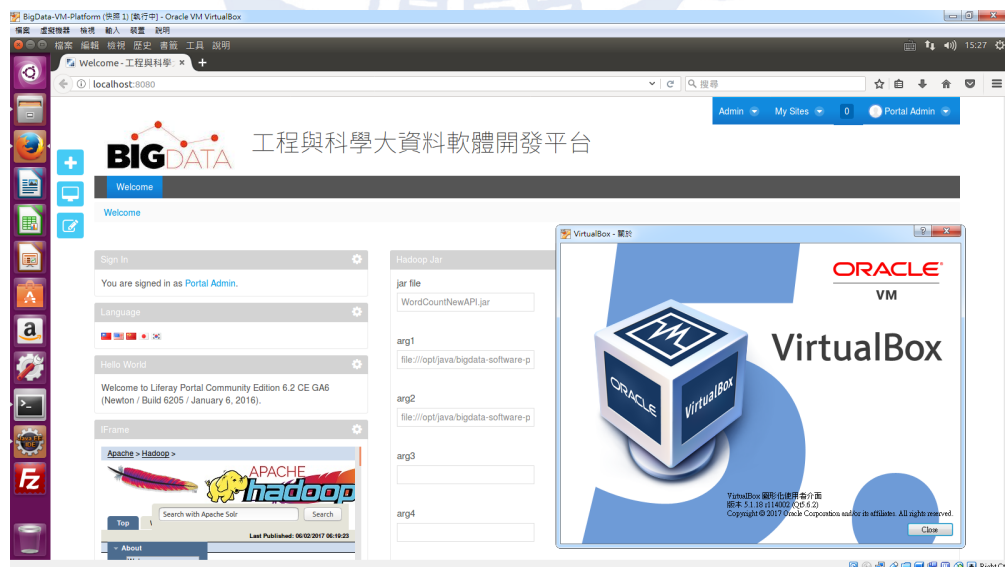 BigData-VM-Platform (快照 1) [執行中] - Oracle VM VirtualBox
檔案 虛擬機器 檢視 輸入 裝置 說明
檔案 編輯 檢視 歷史 書籤 工具 說明
15:27
Welcome - 工程與科學
localhost:8080
搜尋
Admin
My Sites
0
Portal Admin
BIGDATA
工程與科學大資料軟體開發平台
Welcome
Welcome
Sign In
You are signed in as Portal Admin.
Language
Hello World
Welcome to Liferay Portal Community Edition 6.2 CE GA6
(Newton / Build 6205 / January 6, 2016).
IFrame
Apache > Hadoop >
APACHE
hadoop
Search with Apache Solr
Search
Top
Last Published: 06/02/2017 06:19:23
About
Hadoop Jar
jar file
WordCountNewAPI.jar
arg1
file://opt/java/bigdata-software-p
arg2
file://opt/java/bigdata-software-p
arg3
arg4
VirtualBox - 關於
ORACLE
VM
VirtualBox
ORACLE
VirtualBox
VirtualBox 圖形化使用者介面
版本 5.1.18 r114002 (Qt5.6.2)
Copyright © 2017 Oracle Corporation and/or its affiliates. All rights reserved.
Close